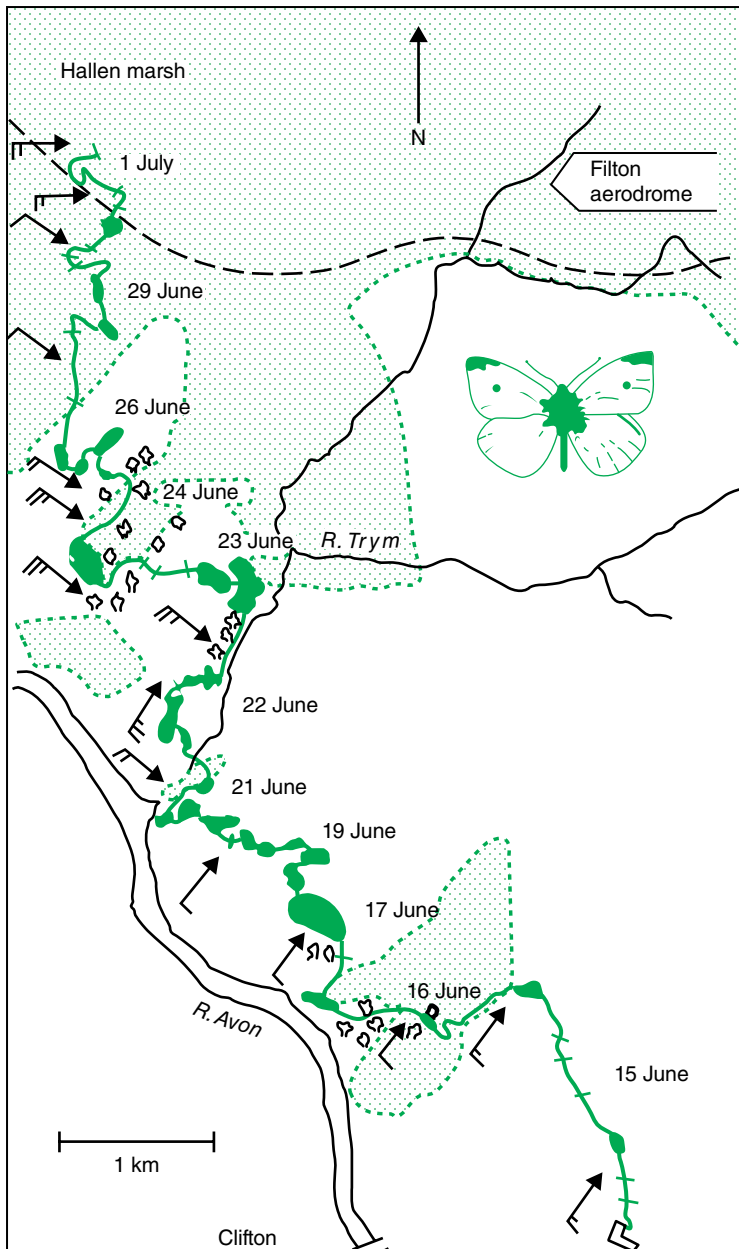 Hallen marsh
N
1 July
Filton
aerodrome
29 June
26 June
24 June
23 June
R. Trym
22 June
21 June
19 June
17 June
16 June
R. Avon
15 June
1 km
Clifton